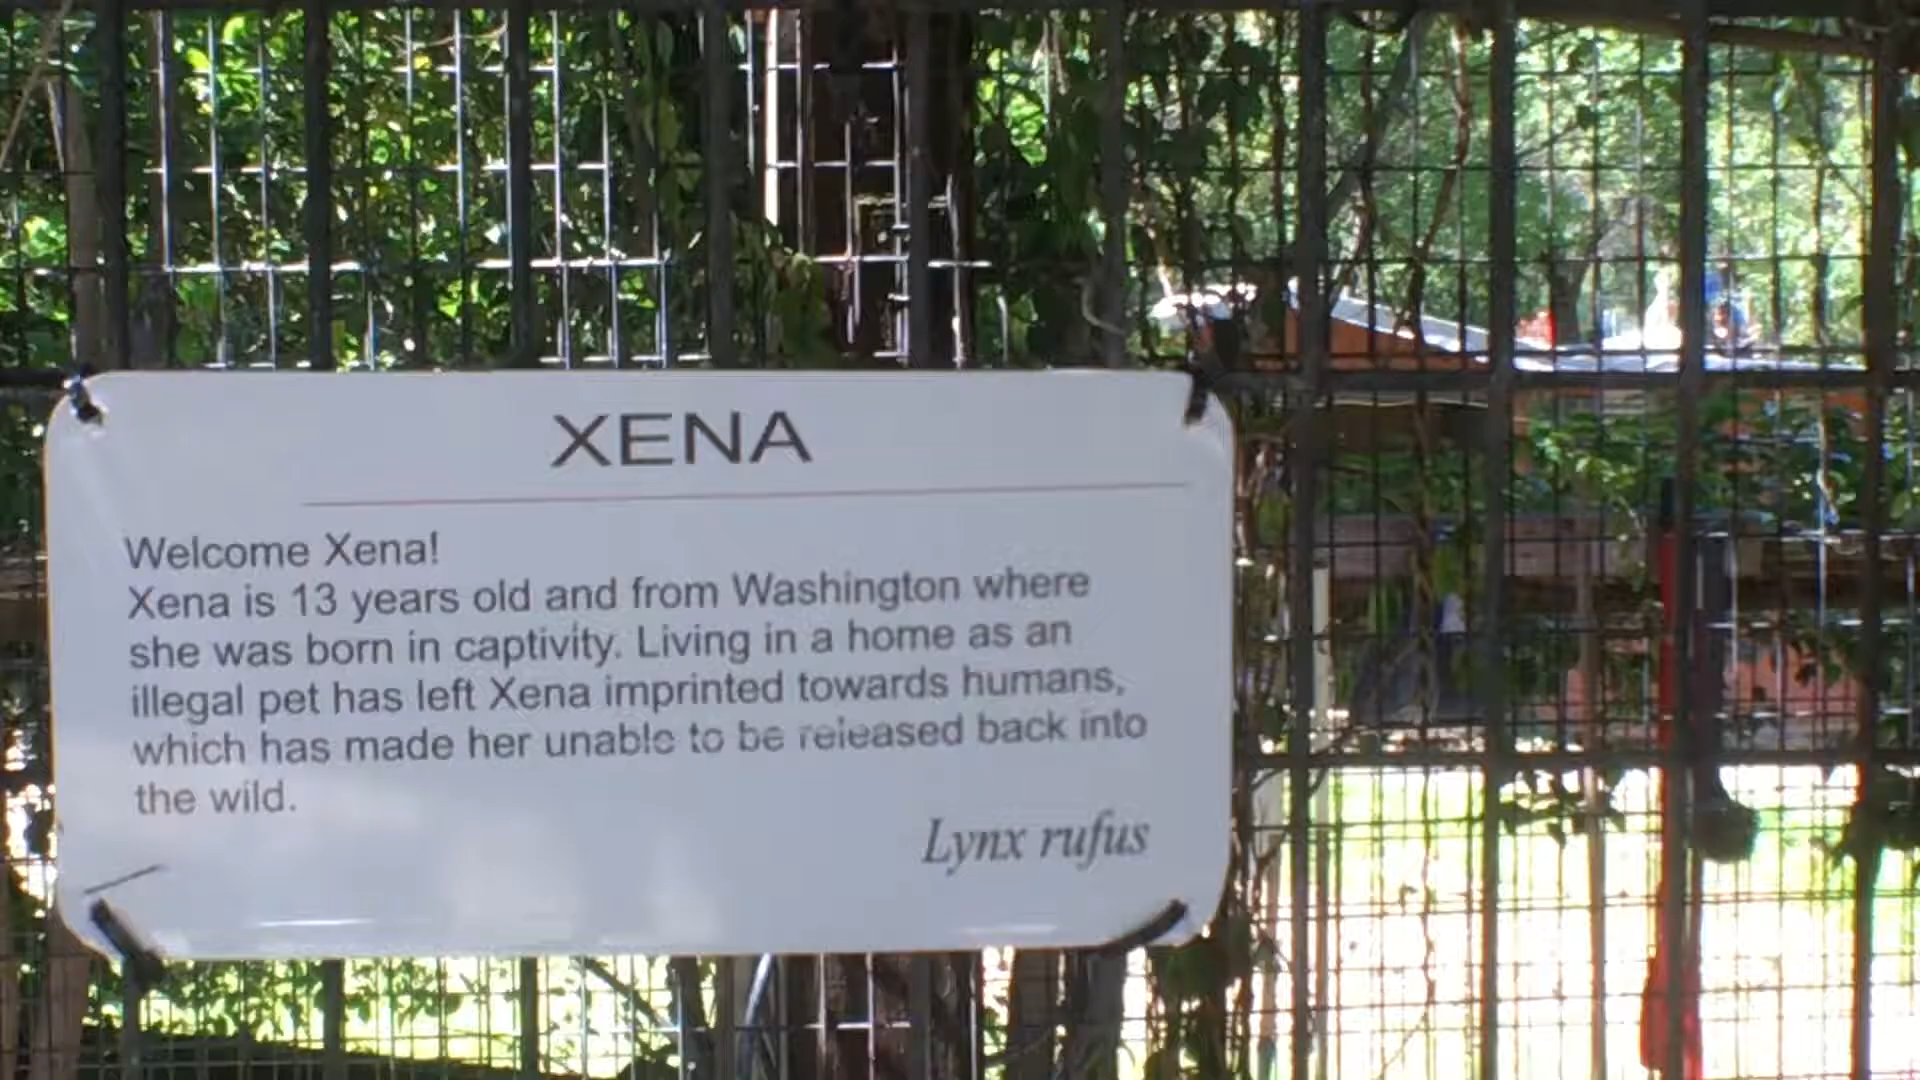 XENA
Welcome Xena!
Xena is 13 years old and from Washington where
she was born in captivity. Living in a home as an
illegal pet has left Xena imprinted towards humans,
which has made her unable to be released back into
the wild.
Lynx rufus